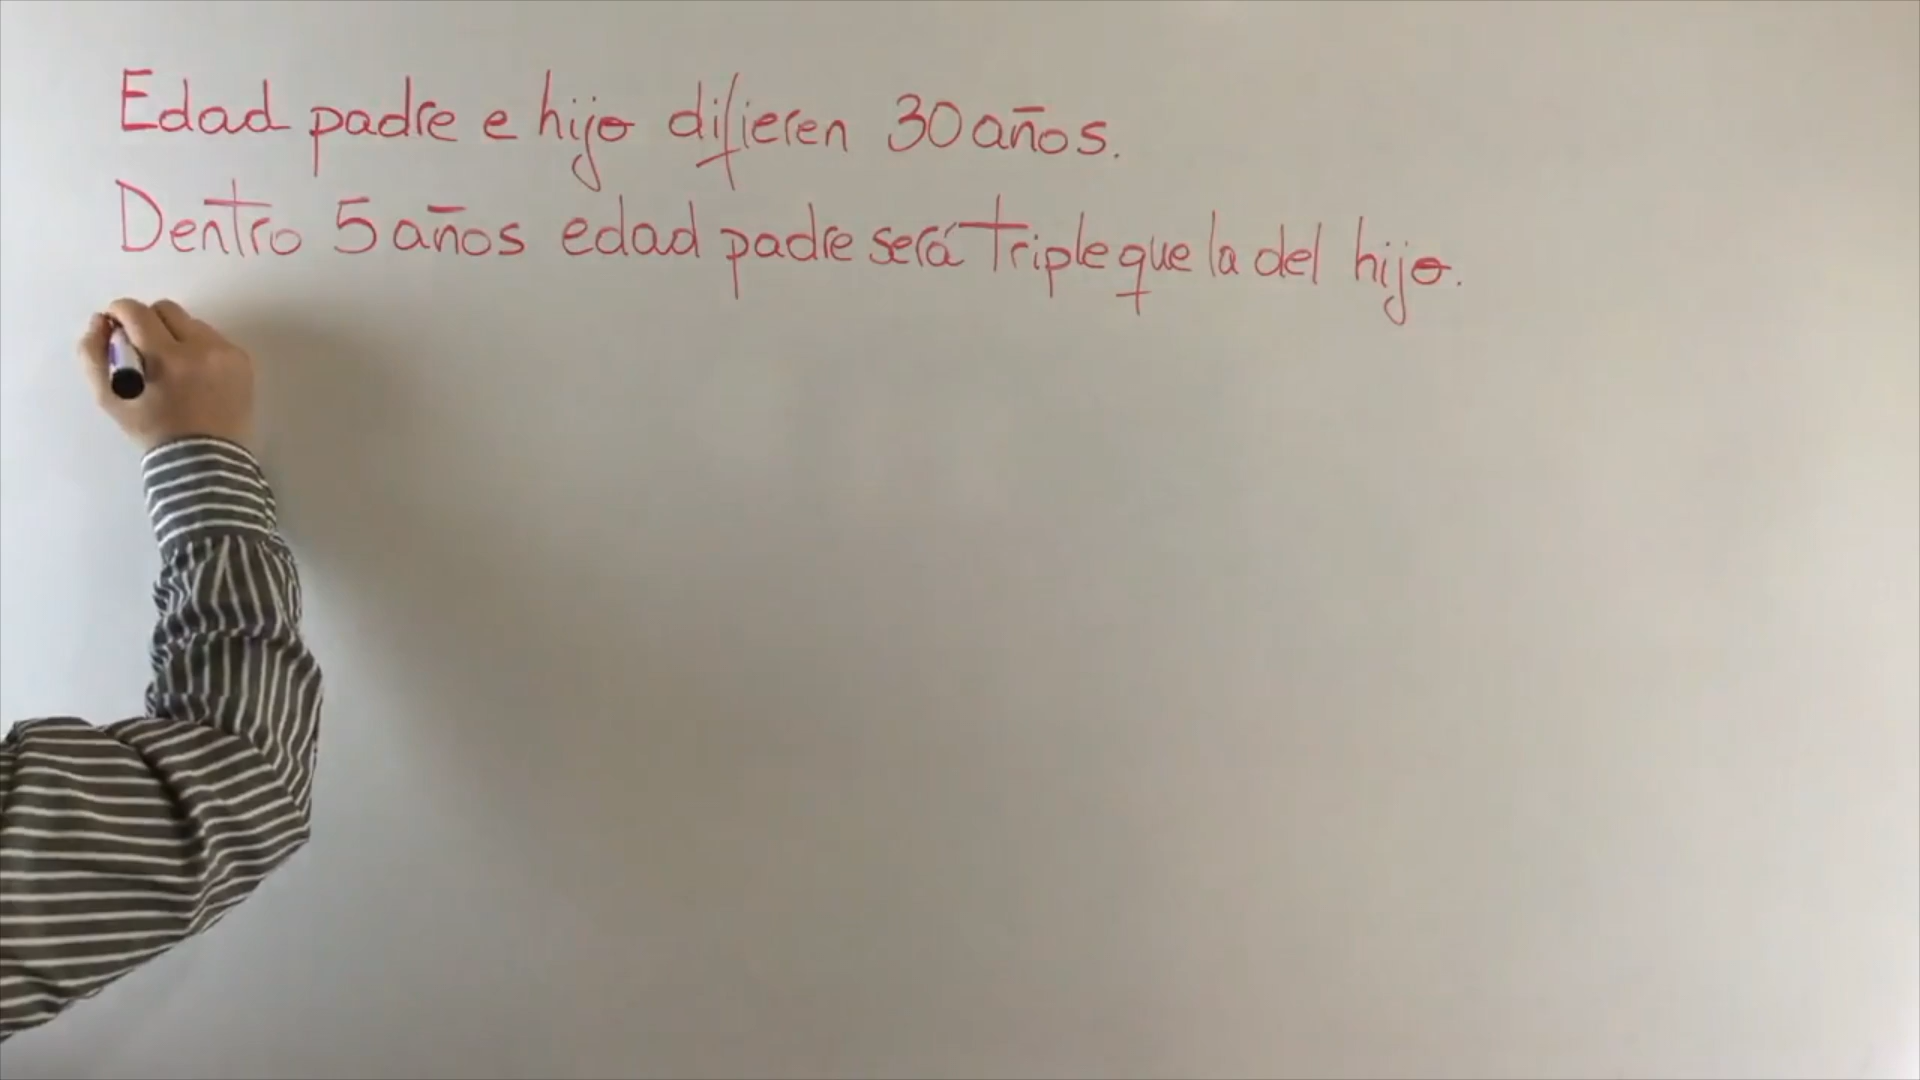 Edad padre e hijo difieren 30 años.
Dentro 5 años edad padre será triple que la del hijo.